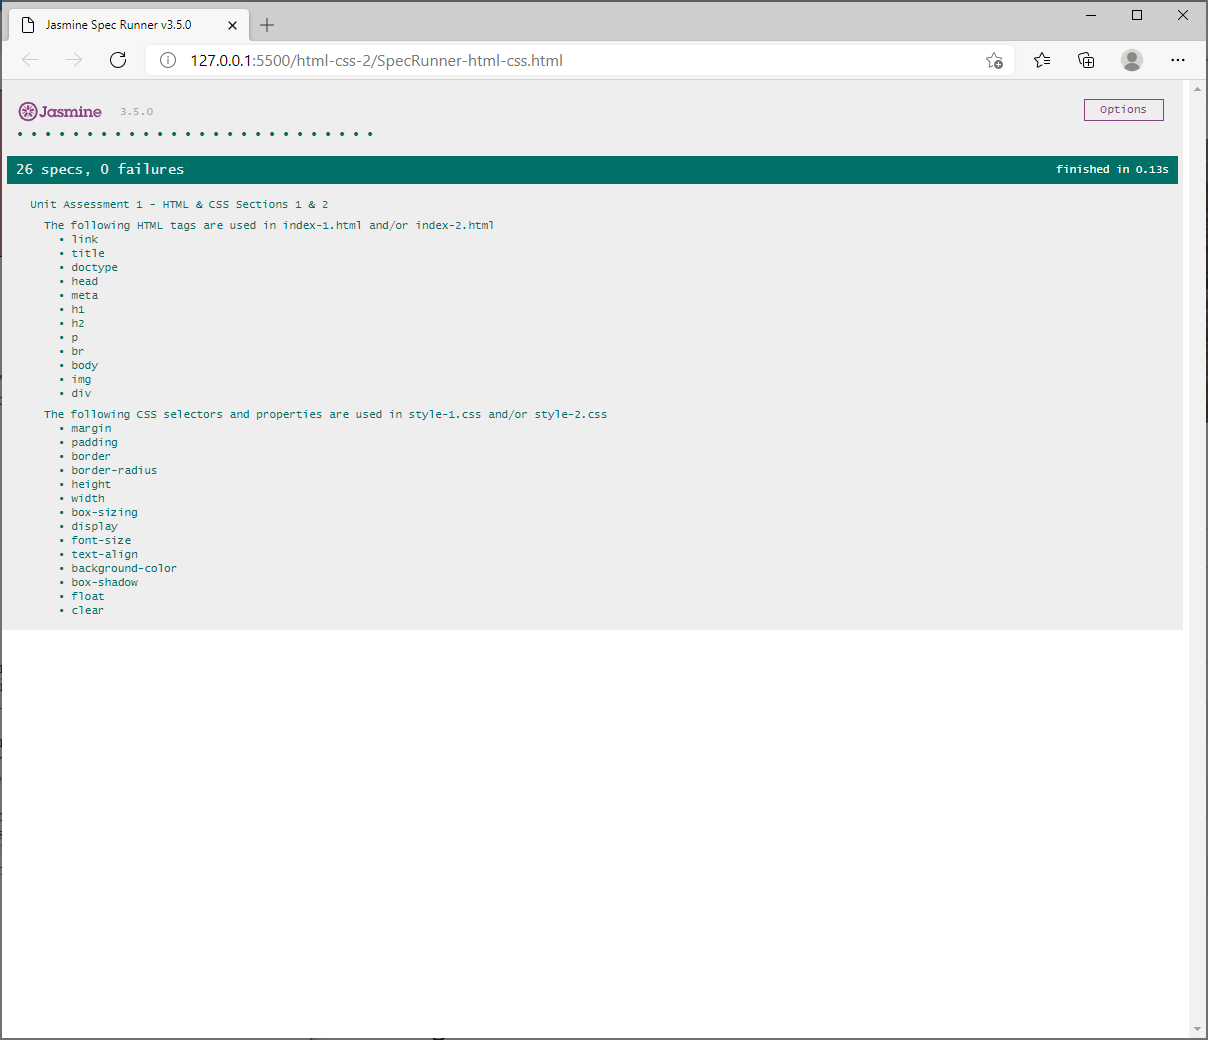 Jasmine Spec Runner v3.5.0
127.0.0.1:5500/html-css-2/SpecRunner-html-css.html
Jasmine 3.5.0 Options
26 specs, 0 failures finished in 0.13s
Unit Assessment 1 - HTML & CSS Sections 1 & 2
The following HTML tags are used in index-1.html and/or index-2.html
• link
• title
• doctype
• head
• meta
• h1
• h2
• p
• br
• body
• img
• div
The following CSS selectors and properties are used in style-1.css and/or style-2.css
• margin
• padding
• border
• border-radius
• height
• width
• box-sizing
• display
• font-size
• text-align
• background-color
• box-shadow
• float
• clear